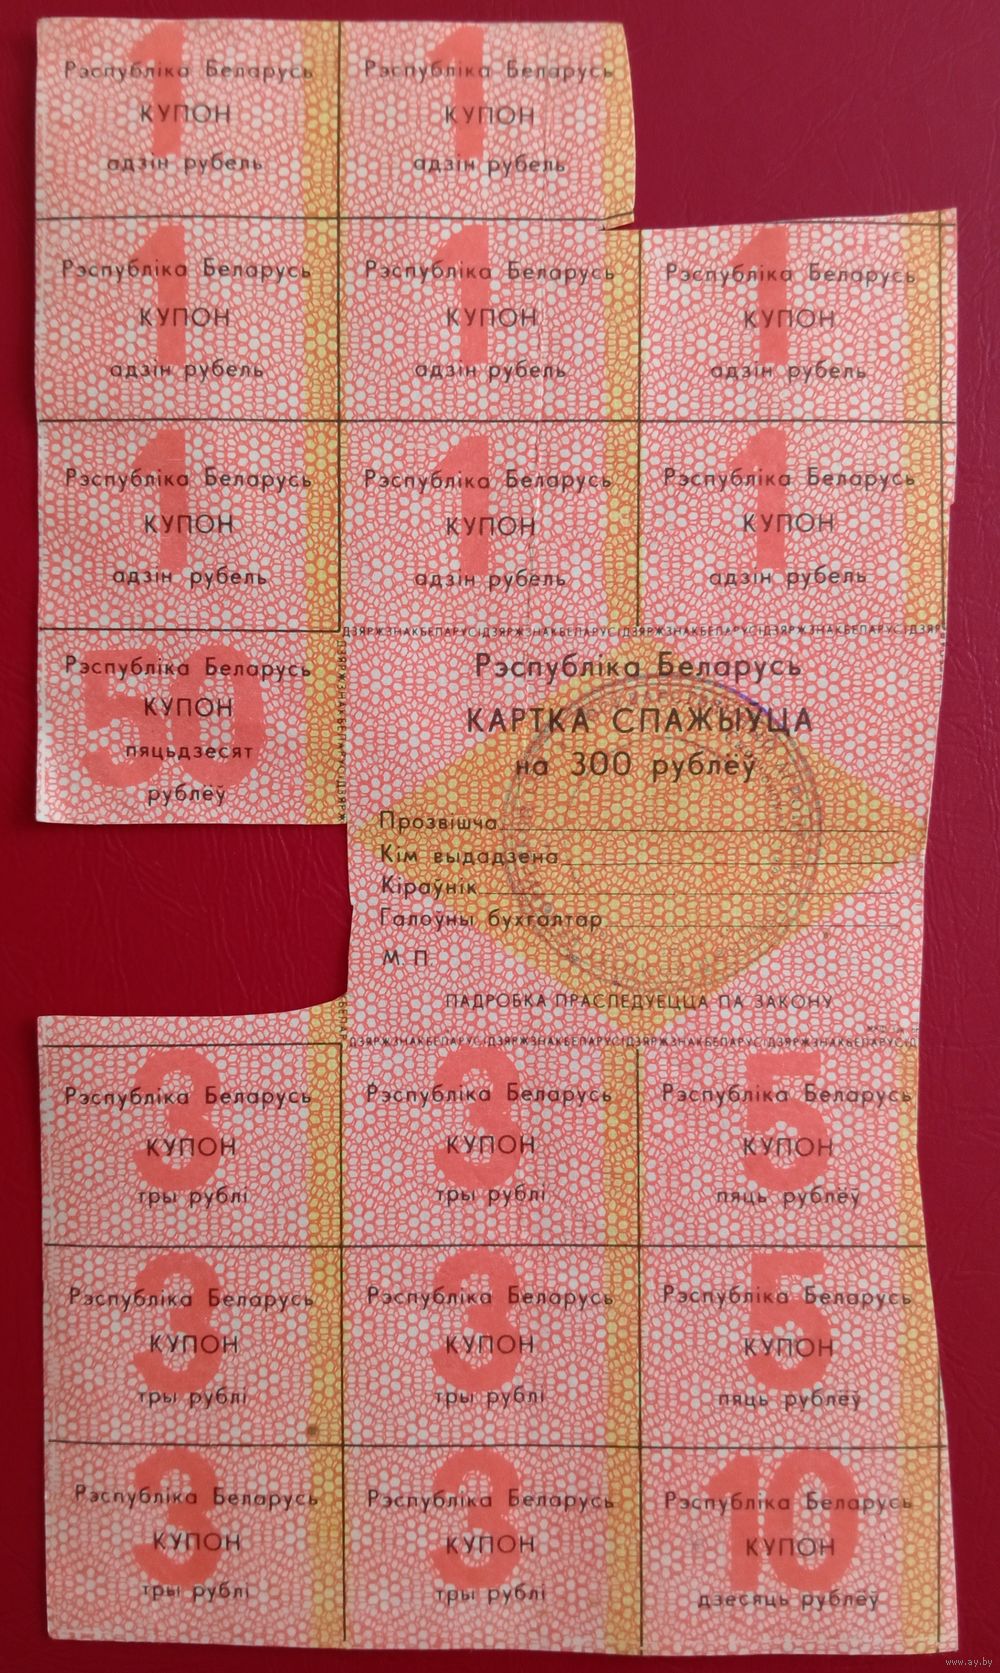 1 1
Рэспубліка Беларусь Рэспубліка Беларусь
КУПОН КУПОН
адзін рубель адзін рубель
1 1 1
Рэспубліка Беларусь Рэспубліка Беларусь Рэспубліка Беларусь
КУПОН КУПОН КУПОН
адзін рубель адзін рубель адзін рубель
1 1 1
Рэспубліка Беларусь Рэспубліка Беларусь Рэспубліка Беларусь
КУПОН КУПОН КУПОН
адзін рубель адзін рубель адзін рубель
50
Рэспубліка Беларусь
КУПОН
пяцьдзесят
рублёў
ДЗЯРЖЗНАКБЕЛАРУСІДЗЯРЖЗНАКБЕЛАРУСІДЗЯРЖЗНАКБЕЛАРУСІДЗЯРЖЗНАКБЕЛАРУСІДЗЯР
Рэспубліка Беларусь
КАРТКА СПАЖЫЎЦА
на 300 рублёў
Прозвішча
Кім выдадзена
Кіраўнік
Галоўны бухгалтар
М. П.
ПАДРОБКА ПРАСЛЕДУЕЦЦА ПА ЗАКОНУ
ДЗЯРЖЗНАКБЕЛАРУСІДЗЯРЖЗНАКБЕЛАРУСІДЗЯРЖЗНАКБЕЛАРУСІДЗЯРЖЗНАКБЕЛАРУСІД
3 3 5
Рэспубліка Беларусь Рэспубліка Беларусь Рэспубліка Беларусь
КУПОН КУПОН КУПОН
тры рублі тры рублі пяць рублёў
3 3 5
Рэспубліка Беларусь Рэспубліка Беларусь Рэспубліка Беларусь
КУПОН КУПОН КУПОН
тры рублі тры рублі пяць рублёў
3 3 10
Рэспубліка Беларусь Рэспубліка Беларусь Рэспубліка Беларусь
КУПОН КУПОН КУПОН
тры рублі тры рублі дзесяць рублёў
www.ay.by